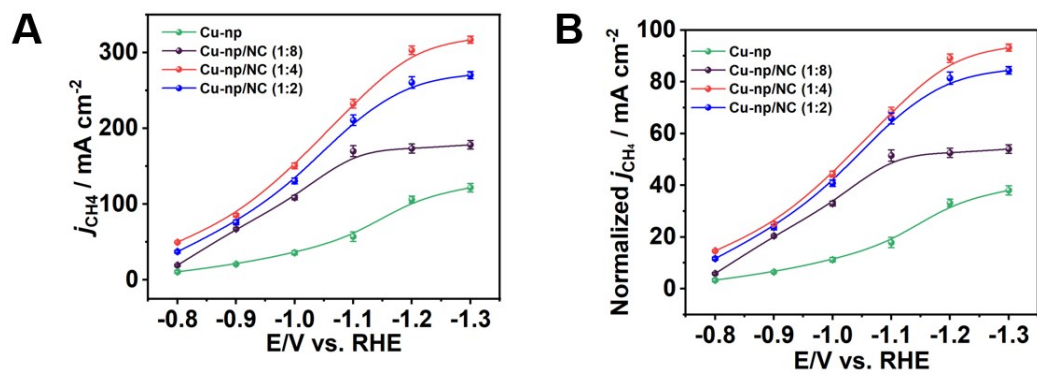 A
Cu-np
Cu-np/NC (1:8)
Cu-np/NC (1:4)
Cu-np/NC (1:2)
300
200
100
0
jCH4 / mA cm-2
-0.8 -0.9 -1.0 -1.1 -1.2 -1.3
E/V vs. RHE
B
Cu-np
Cu-np/NC (1:8)
Cu-np/NC (1:4)
Cu-np/NC (1:2)
100
80
60
40
20
0
Normalized jCH4 / mA cm-2
-0.8 -0.9 -1.0 -1.1 -1.2 -1.3
E/V vs. RHE